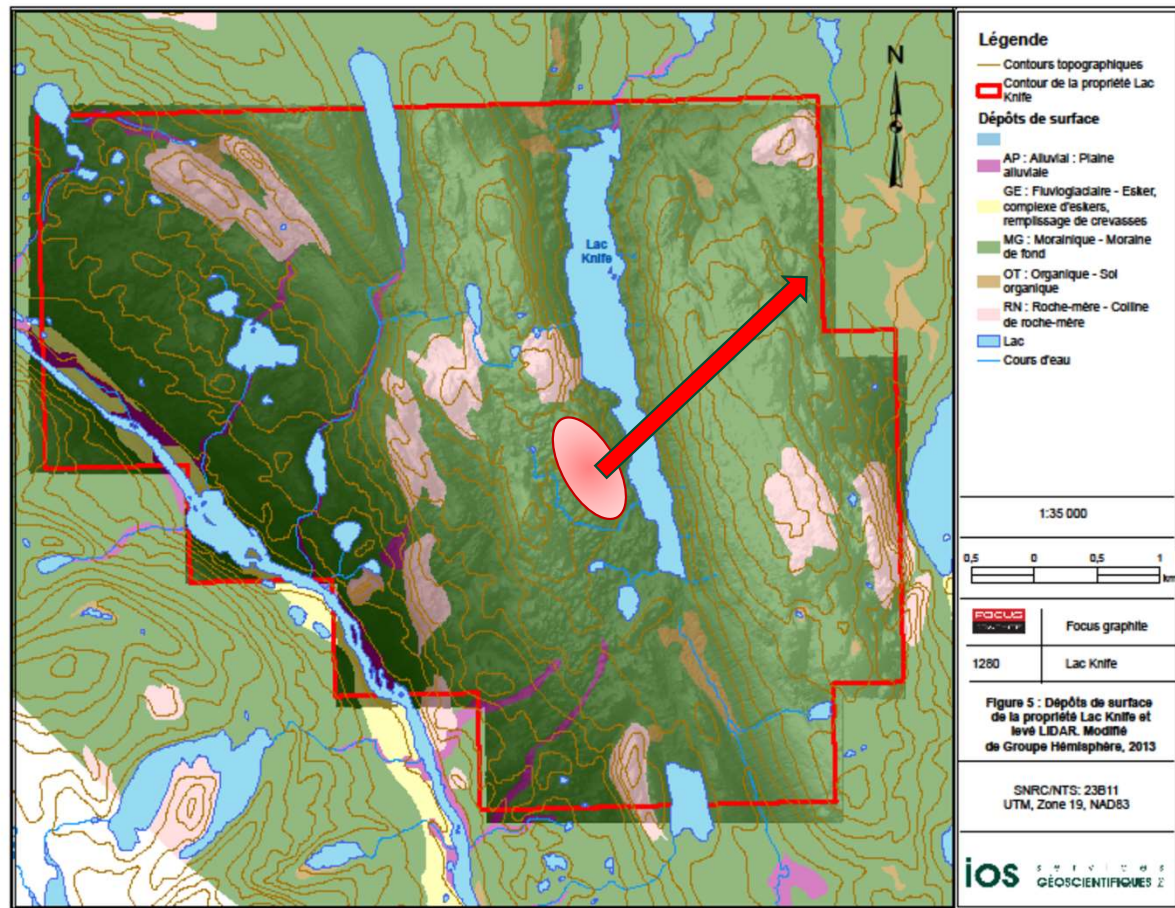 N
Lac
Knife
Légende
Contours topographiques
Contour de la propriété Lac
Knife
Dépôts de surface
AP : Alluvial : Plaine
alluviale
GE : Fluvioglaciaire - Esker,
complexe d'eskers,
remplissage de crevasses
MG : Morainique - Moraine
de fond
OT : Organique - Sol
organique
RN : Roche-mère - Colline
de roche-mère
Lac
Cours d'eau
1:35 000
0,5 0 0,5 1
km
FOCUS
Focus graphite
1280 Lac Knife
Figure 5 : Dépôts de surface
de la propriété Lac Knife et
levé LIDAR. Modifié
de Groupe Hémisphère, 2013
SNRC/NTS: 23B11
UTM, Zone 19, NAD83
iOS services
GÉOSCIENTIFIQUES